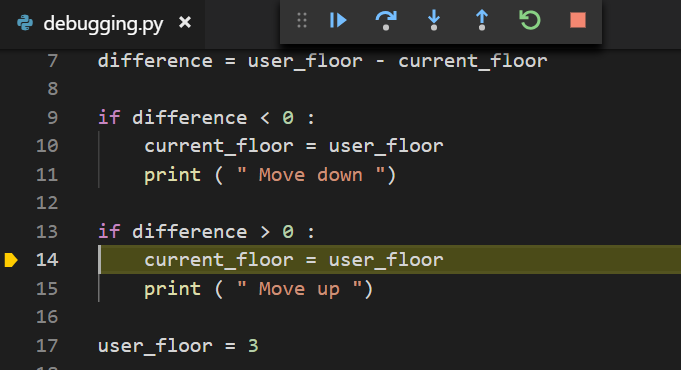 debugging.py ×
7 difference = user_floor - current_floor
8
9 if difference < 0 :
10     current_floor = user_floor
11     print ( " Move down ")
12
13 if difference > 0 :
14     current_floor = user_floor
15     print ( " Move up ")
16
17 user_floor = 3